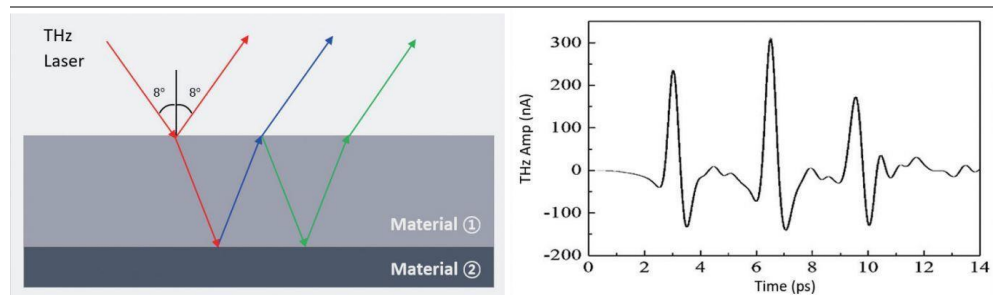 THz
Laser
8°
8°
Material ①
Material ②
THz Amp (nA)
300
200
100
0
-100
-200
0
2
4
6
8
10
12
14
Time (ps)